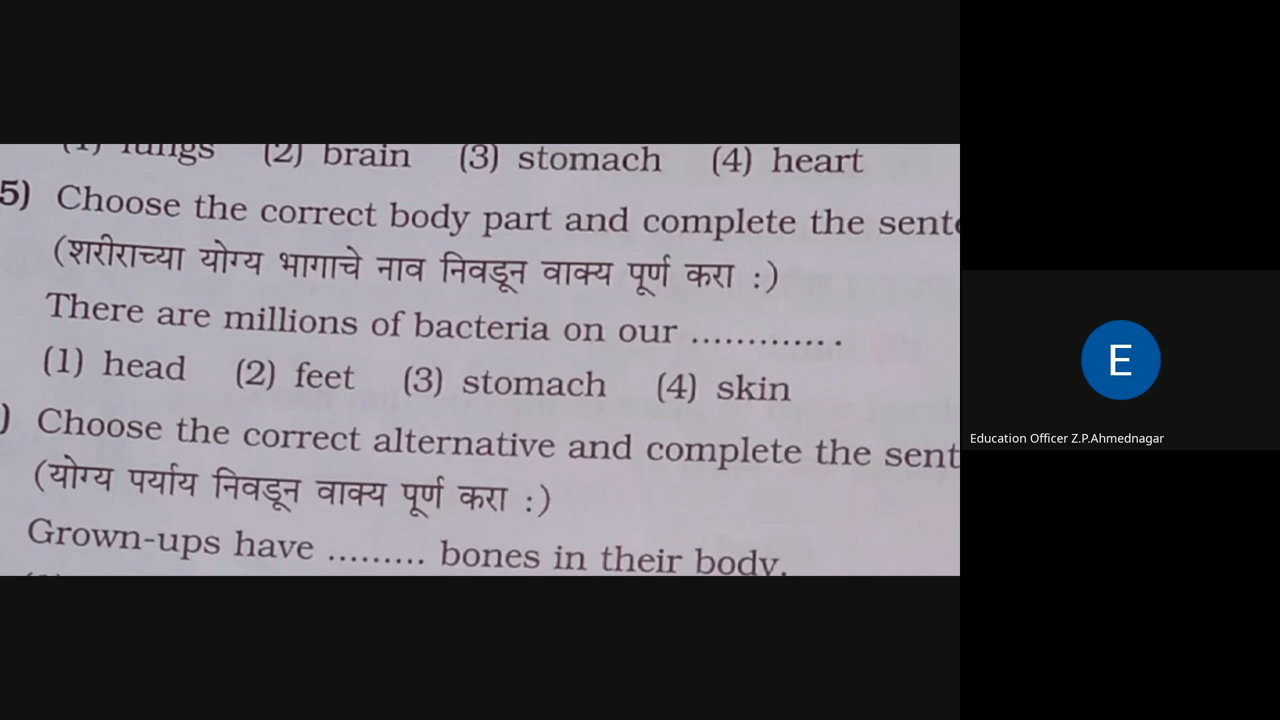 (1) lungs (2) brain (3) stomach (4) heart
5) Choose the correct body part and complete the
(शरीराच्या योग्य भागाचे नाव निवडून वाक्य पूर्ण करा :)
There are millions of bacteria on our .............
(1) head (2) feet (3) stomach (4) skin
) Choose the correct alternative and complete the
(योग्य पर्याय निवडून वाक्य पूर्ण करा :)
Grown-ups have ......... bones in their body.
E
Education Officer Z.P.Ahmednagar